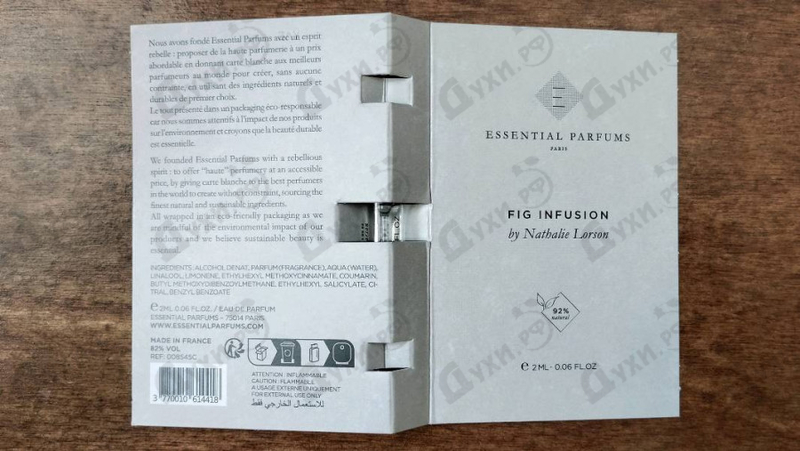 Nous avons fondé Essential Parfums avec un esprit
rebelle : proposer de la haute parfumerie à un prix
abordable en donnant carte blanche aux meilleurs
parfumeurs au monde pour créer, sans aucune
contrainte, en utilisant des ingrédients naturels et
durables de premier choix.
Le tout présenté dans un packaging éco-responsable
car nous sommes attentifs à l'impact de nos produits
sur l'environnement et croyons que la beauté durable
est essentielle.
We founded Essential Parfums with a rebellious
spirit : to offer "haute" perfumery at an accessible
price, by giving carte blanche to the best perfumers
in the world to create without constraint, sourcing the
finest natural and sustainable ingredients.
All wrapped in an eco-friendly packaging as we
are mindful of the environmental impact of our
products and we believe sustainable beauty is
essential.
INGREDIENTS: ALCOHOL DENAT, PARFUM (FRAGRANCE), AQUA (WATER),
LINALOOL, LIMONENE, ETHYLHEXYL METHOXYCINNAMATE, COUMARIN,
BUTYL METHOXYDIBENZOYLMETHANE, ETHYLHEXYL SALICYLATE, CI-
TRAL, BENZYL BENZOATE
℮ 2ML 0.06 FL.OZ. / EAU DE PARFUM
ESSENTIAL PARFUMS - 75014 PARIS
WWW.ESSENTIALPARFUMS.COM
MADE IN FRANCE
82% VOL
REF: 00B545C
ATTENTION : INFLAMMABLE
CAUTION : FLAMMABLE
A USAGE EXTERNE UNIQUEMENT
FOR EXTERNAL USE ONLY
للاستعمال الخارجي فقط
3 770010 614418
FL.OZ
E
ESSENTIAL PARFUMS
PARIS
FIG INFUSION
by Nathalie Lorson
92%
natural
℮ 2 ML - 0.06 FL.OZ
Духи.рф